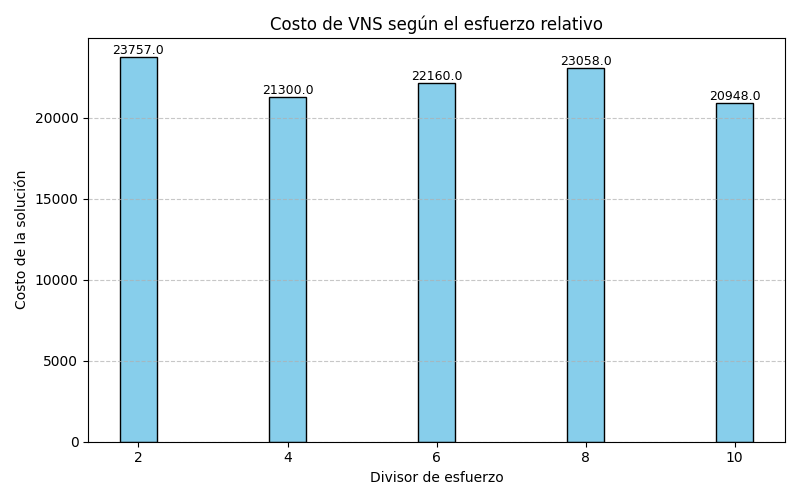 Costo de VNS según el esfuerzo relativo
23757.0
21300.0
22160.0
23058.0
20948.0
20000
15000
10000
5000
0
Costo de la solución
2 4 6 8 10
Divisor de esfuerzo